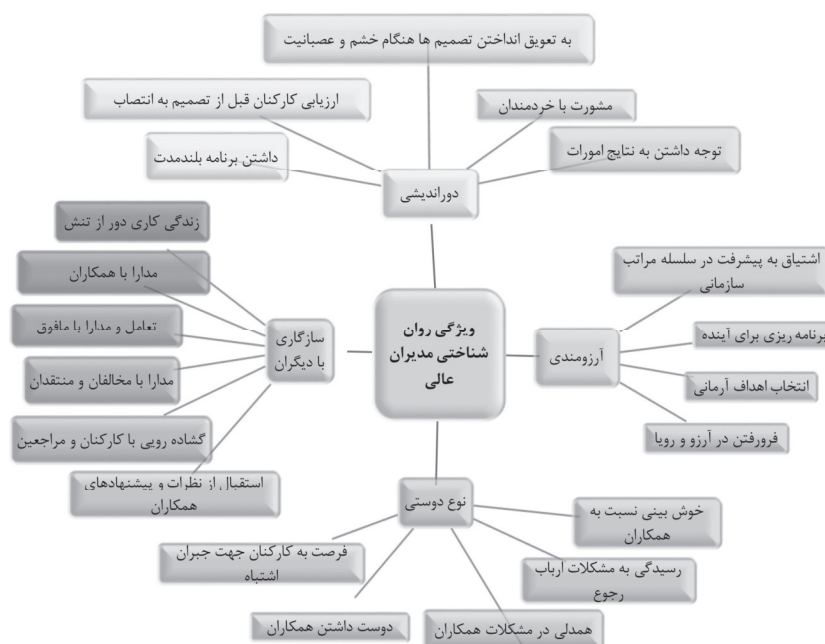 به تعویق انداختن تصمیم ها هنگام خشم و عصبانیت
ارزیابی کارکنان قبل از تصمیم به انتصاب
مشورت با خردمندان
داشتن برنامه بلندمدت
توجه داشتن به نتایج امورات
دوراندیشی
زندگی کاری دور از تنش
مدارا با همکاران
تعامل و مدارا با مافوق
مدارا با مخالفان و منتقدان
گشاده رویی با کارکنان و مراجعین
استقبال از نظرات و پیشنهادهای
همکاران
سازگاری
با دیگران
ویژگی روان
شناختی مدیران
عالی
آرزومندی
اشتیاق به پیشرفت در سلسله مراتب
سازمانی
برنامه ریزی برای آینده
انتخاب اهداف آرمانی
فرورفتن در آرزو و رویا
نوع دوستی
خوش بینی نسبت به
همکاران
رسیدگی به مشکلات ارباب
رجوع
همدلی در مشکلات همکاران
دوست داشتن همکاران
فرصت به کارکنان جهت جبران
اشتباه